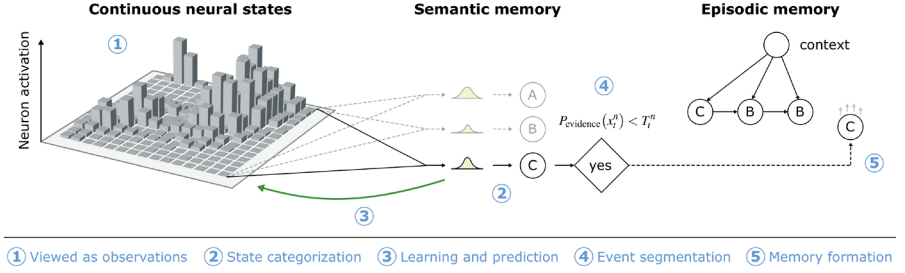 Continuous neural states
Semantic memory
Episodic memory
Neuron activation
①
A
B
C
②
③
④
P_evidence(x_t^n) < T_t^n
yes
context
C B B
C
⑤
① Viewed as observations ② State categorization ③ Learning and prediction ④ Event segmentation ⑤ Memory formation